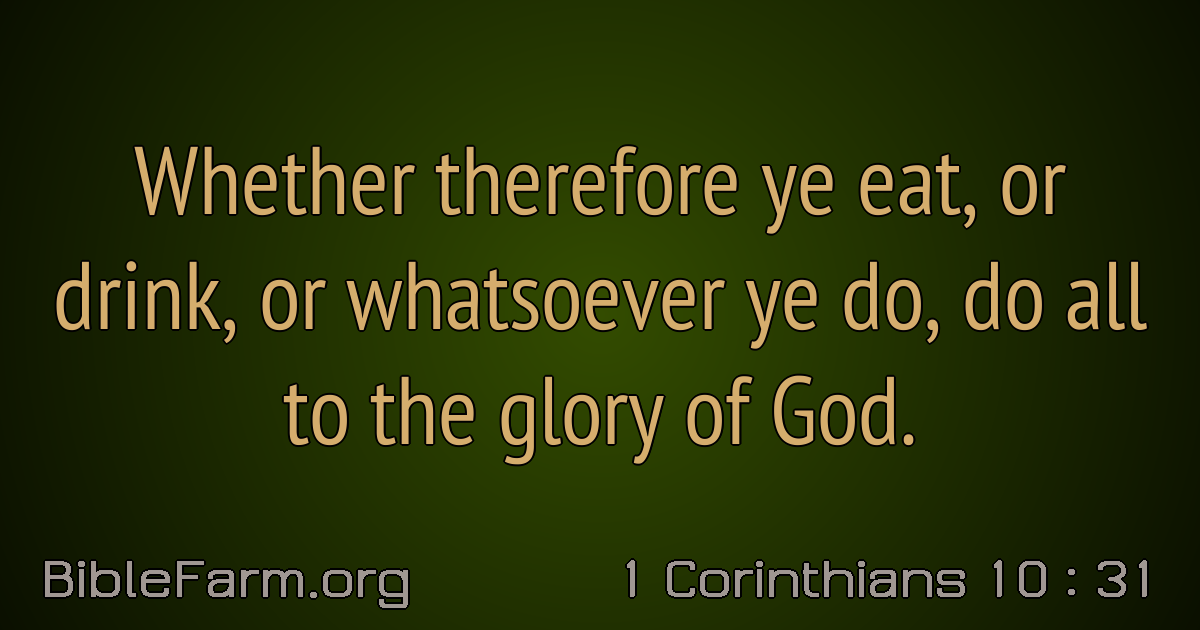 Whether therefore ye eat, or
drink, or whatsoever ye do, do all
to the glory of God.
BibleFarm.org
1 Corinthians 10 : 31